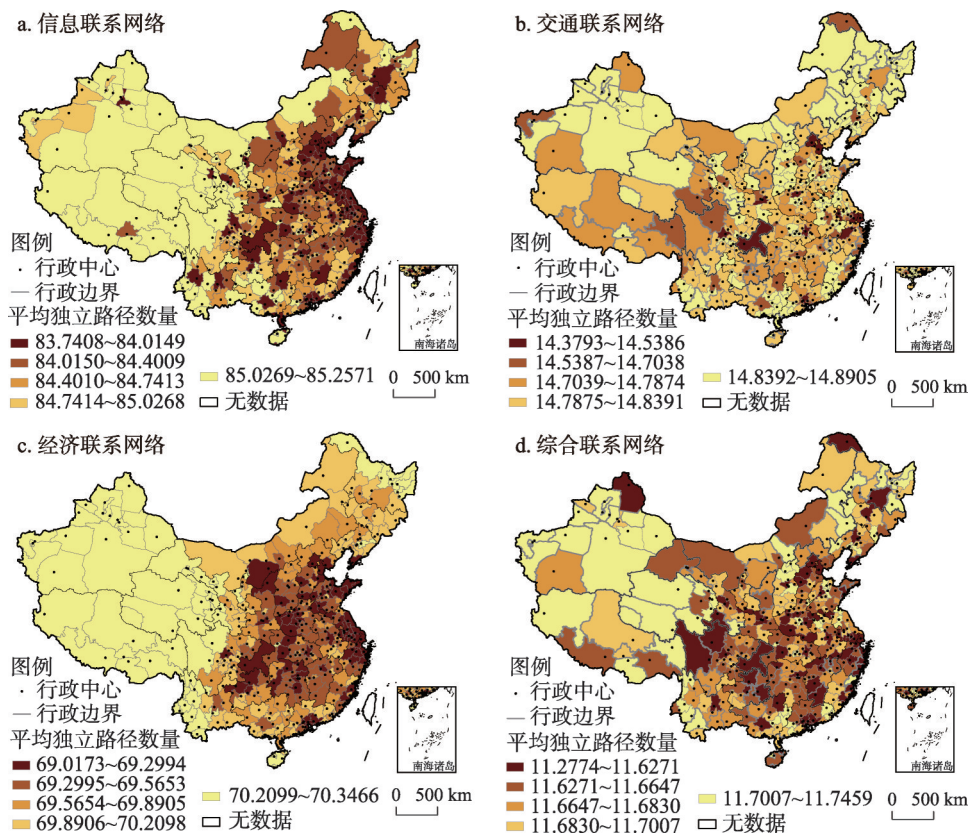 a. 信息联系网络
图例
行政中心
行政边界
平均独立路径数量
83.7408~84.0149
84.0150~84.4009
84.4010~84.7413
84.7414~85.0268
85.0269~85.2571
无数据
0 500 km
南海诸岛
b. 交通联系网络
图例
行政中心
行政边界
平均独立路径数量
14.3793~14.5386
14.5387~14.7038
14.7039~14.7874
14.7875~14.8391
14.8392~14.8905
无数据
0 500 km
南海诸岛
c. 经济联系网络
图例
行政中心
行政边界
平均独立路径数量
69.0173~69.2994
69.2995~69.5653
69.5654~69.8905
69.8906~70.2098
70.2099~70.3466
无数据
0 500 km
南海诸岛
d. 综合联系网络
图例
行政中心
行政边界
平均独立路径数量
11.2774~11.6271
11.6271~11.6647
11.6647~11.6830
11.6830~11.7007
11.7007~11.7459
无数据
0 500 km
南海诸岛